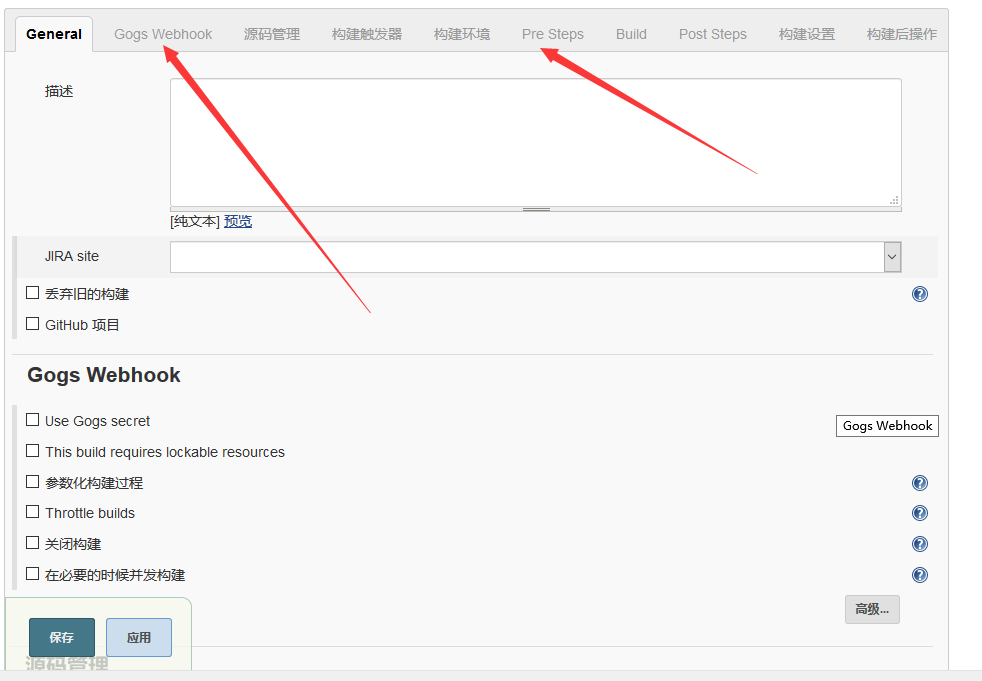 General Gogs Webhook 源码管理 构建触发器 构建环境 Pre Steps Build Post Steps 构建设置 构建后操作
描述
[纯文本] 预览
JIRA site
丢弃旧的构建
GitHub 项目
Gogs Webhook
Use Gogs secret
Gogs Webhook
This build requires lockable resources
参数化构建过程
Throttle builds
关闭构建
在必要的时候并发构建
高级...
保存 应用
源码管理